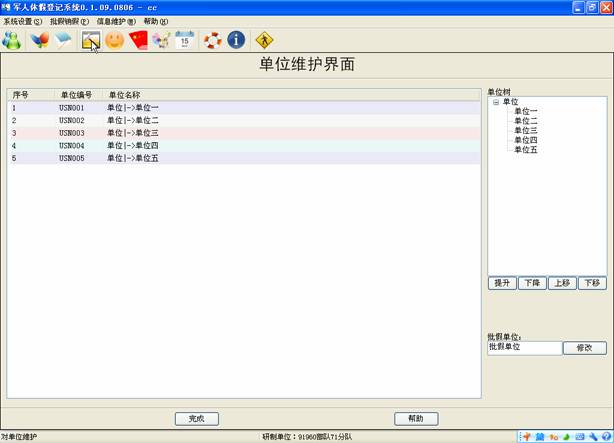 军人休假登记系统0.1.09.0806 - cc
系统设置(S) 批假销假(P) 信息维护(M) 帮助(H)
15
单位维护界面
序号 单位编号 单位名称
1 USN001 单位|->单位一
2 USN002 单位|->单位二
3 USN003 单位|->单位三
4 USN004 单位|->单位四
5 USN005 单位|->单位五
单位树
单位
单位一
单位二
单位三
单位四
单位五
提升 下降 上移 下移
批假单位:
批假单位 修改
完成 帮助
对单位维护 研制单位:91960部队71分队